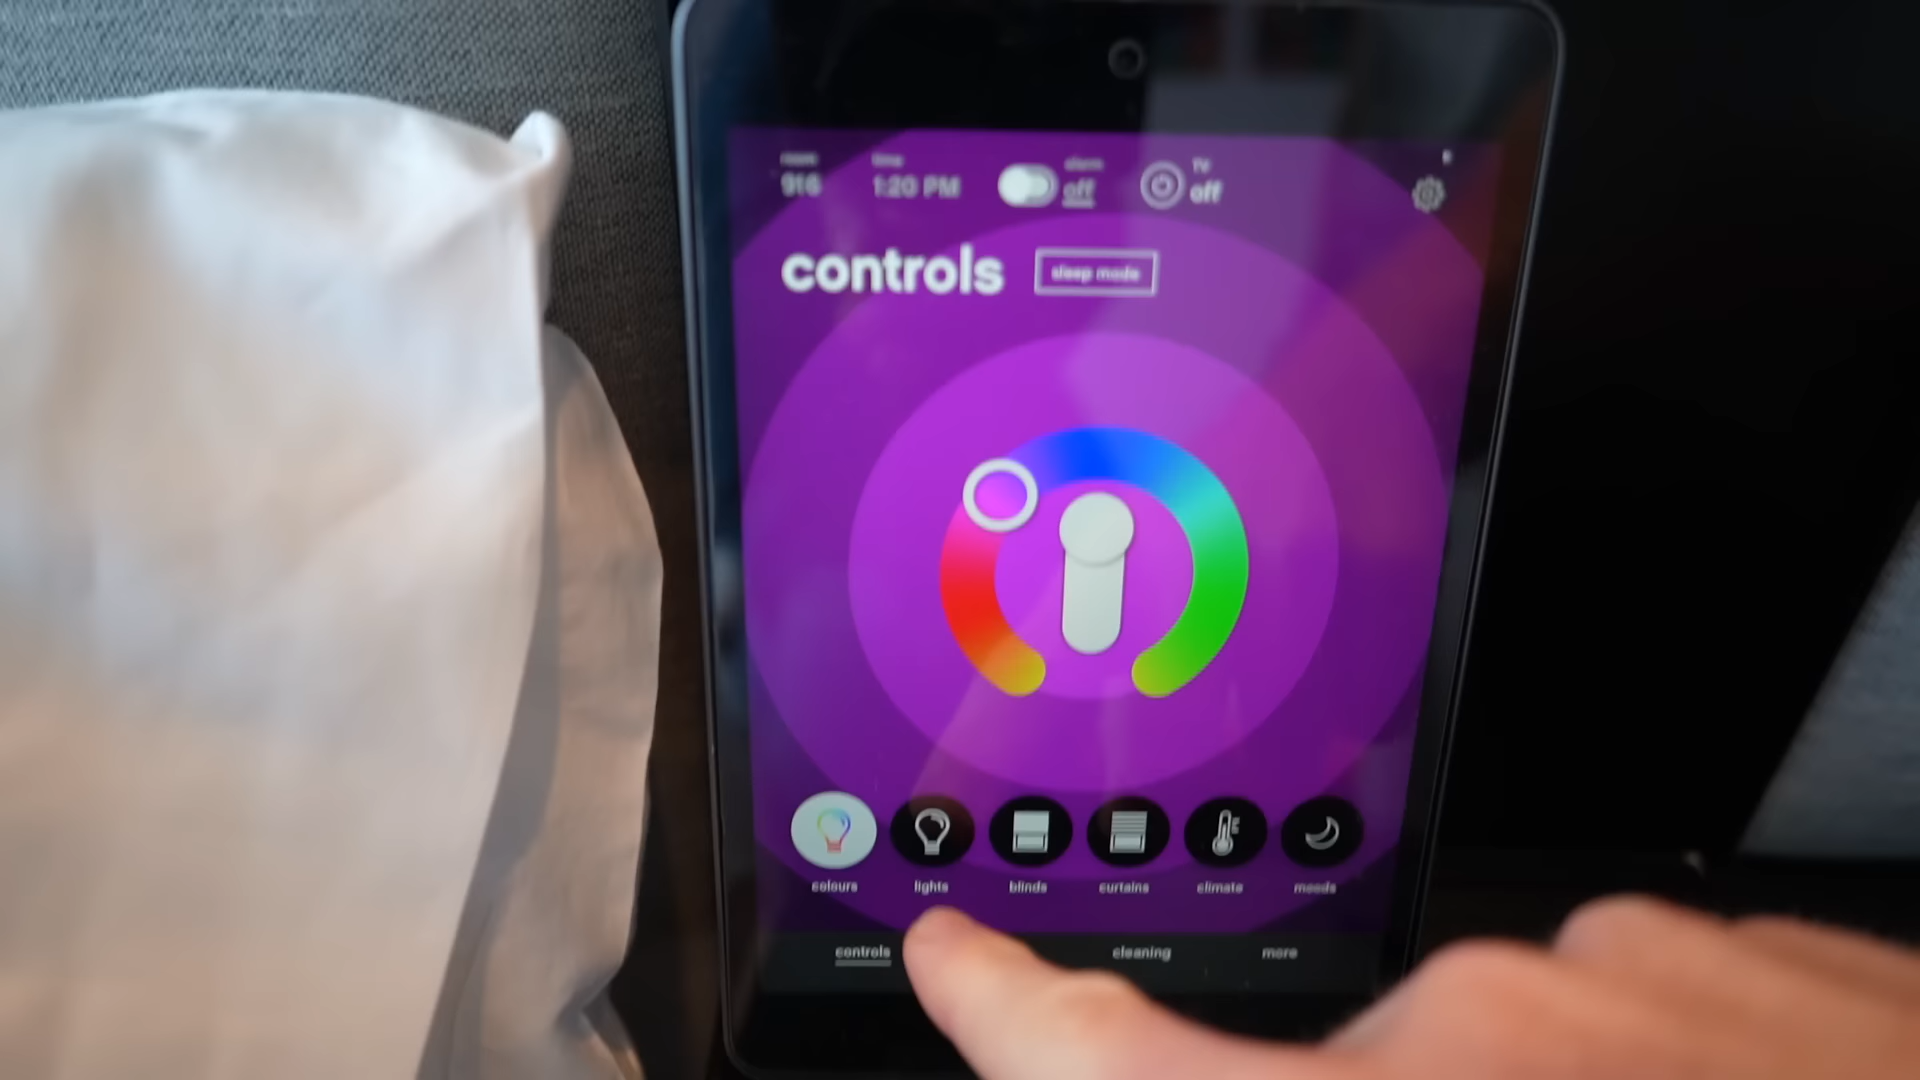 room time alarm TV
916 1:20 PM off off
controls sleep mode
colours lights blinds curtains climate moods
controls cleaning more